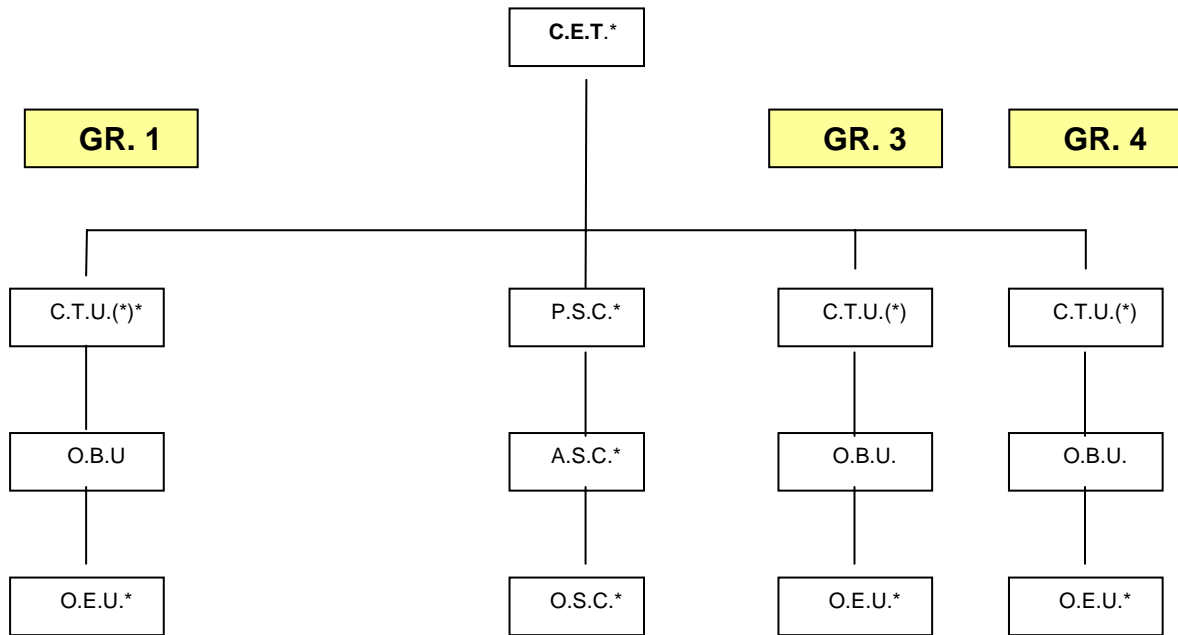 C.E.T.*
GR. 1
GR. 3
GR. 4
C.T.U.(*)*
P.S.C.*
C.T.U.(*)
C.T.U.(*)
O.B.U
A.S.C.*
O.B.U.
O.B.U.
O.E.U.*
O.S.C.*
O.E.U.*
O.E.U.*